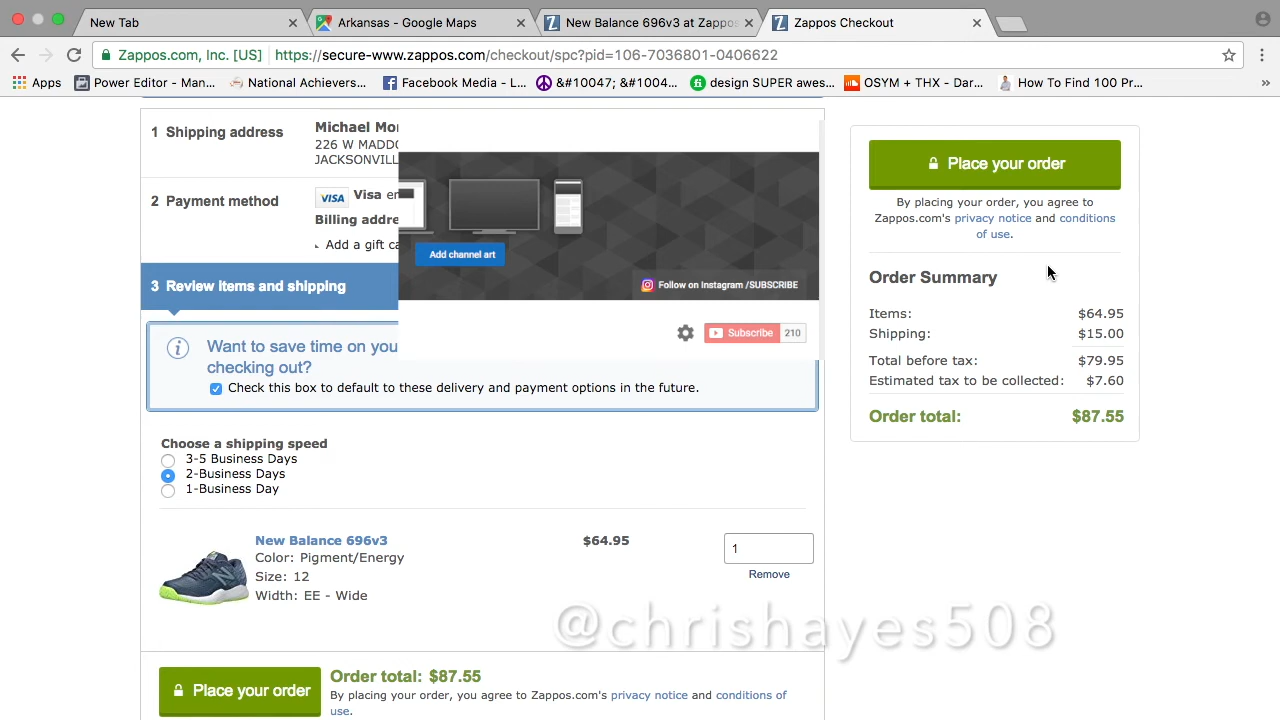 New Tab
Arkansas - Google Maps
New Balance 696v3 at Zappos
Zappos Checkout
Zappos.com, Inc. [US]
https://secure-www.zappos.com/checkout/spc?pid=106-7036801-0406622
Apps
Power Editor - Man...
National Achievers...
Facebook Media - L...
&#10047; &#1004...
design SUPER awes...
OSYM + THX - Dar...
How To Find 100 Pr...
1 Shipping address
Michael
226 W
JACKSONVILL
2 Payment method
VISA Visa
Billing addre
Add a gift
3 Review items and shipping
Add channel art
Follow on Instagram /SUBSCRIBE
Subscribe 210
Want to save time on you
checking out?
Check this box to default to these delivery and payment options in the future.
Choose a shipping speed
3-5 Business Days
2-Business Days
1-Business Day
New Balance 696v3
$64.95
1
Color: Pigment/Energy
Remove
Size: 12
Width: EE - Wide
@chrishayes508
Place your order
Order total: $87.55
By placing your order, you agree to Zappos.com's privacy notice and conditions of
use.
Place your order
By placing your order, you agree to
Zappos.com's privacy notice and conditions
of use.
Order Summary
Items: $64.95
Shipping: $15.00
Total before tax: $79.95
Estimated tax to be collected: $7.60
Order total: $87.55